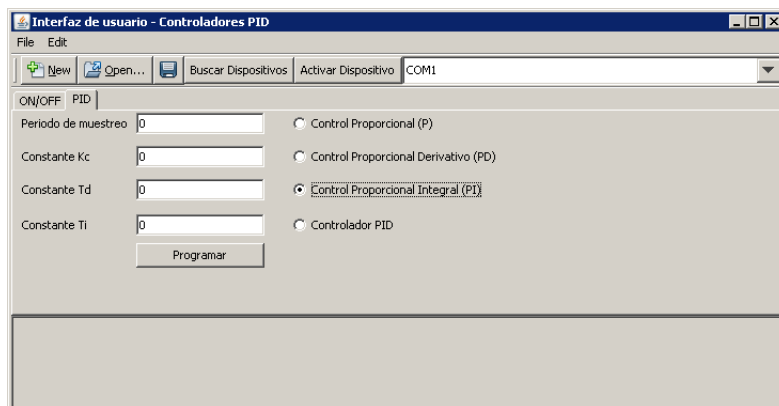 Interfaz de usuario - Controladores PID
File Edit
New Open... Buscar Dispositivos Activar Dispositivo COM1
ON/OFF PID
Periodo de muestreo 0 Control Proporcional (P)
Constante Kc 0 Control Proporcional Derivativo (PD)
Constante Td 0 Control Proporcional Integral (PI)
Constante Ti 0 Controlador PID
Programar